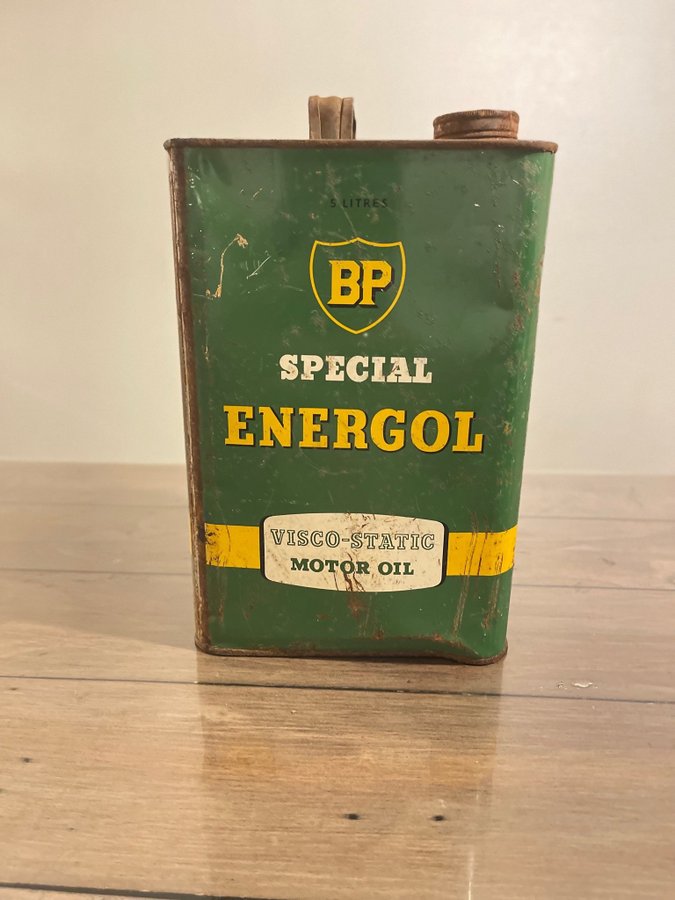 5 LITRES
BP
SPECIAL
ENERGOL
VISCO-STATIC
MOTOR OIL